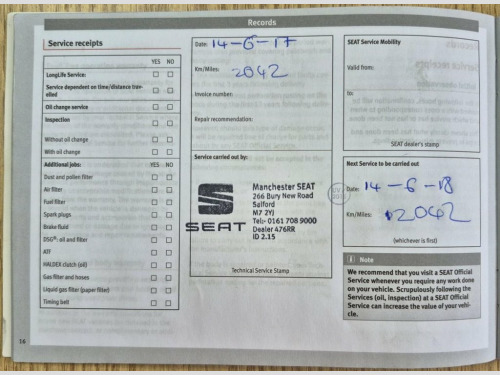 Records
Service receipts
YES NO
LongLife Service:
Service dependent on time/distance trav-
elled
Oil change service
Inspection
Without oil change
With oil change
Additional jobs: YES NO
Dust and pollen filter
Air filter
Fuel filter
Spark plugs
Brake fluid
DSG®: oil and filter
ATF
HALDEX clutch (oil)
Gas filter and hoses
Liquid gas filter (paper filter)
Timing belt
16
Date: 14-6-17
Km/Miles: 2042
Invoice number:
Repair recommendation:
Service carried out by:
SEAT
Manchester SEAT
266 Bury New Road
Salford
M7 2YJ
Tel:- 0161 708 9000
Dealer 476RR
ID 2.15
Technical Service Stamp
SEAT Service Mobility
Valid from:
to:
SEAT dealer's stamp
Next Service to be carried out
Date: 14-6-18
Km/Miles: 12042
(whichever is first)
i Note
We recommend that you visit a SEAT Official
Service whenever you require any work done
on your vehicle. Scrupulously following the
Services (oil, inspection) at a SEAT Official
Service can increase the value of your vehi-
cle.